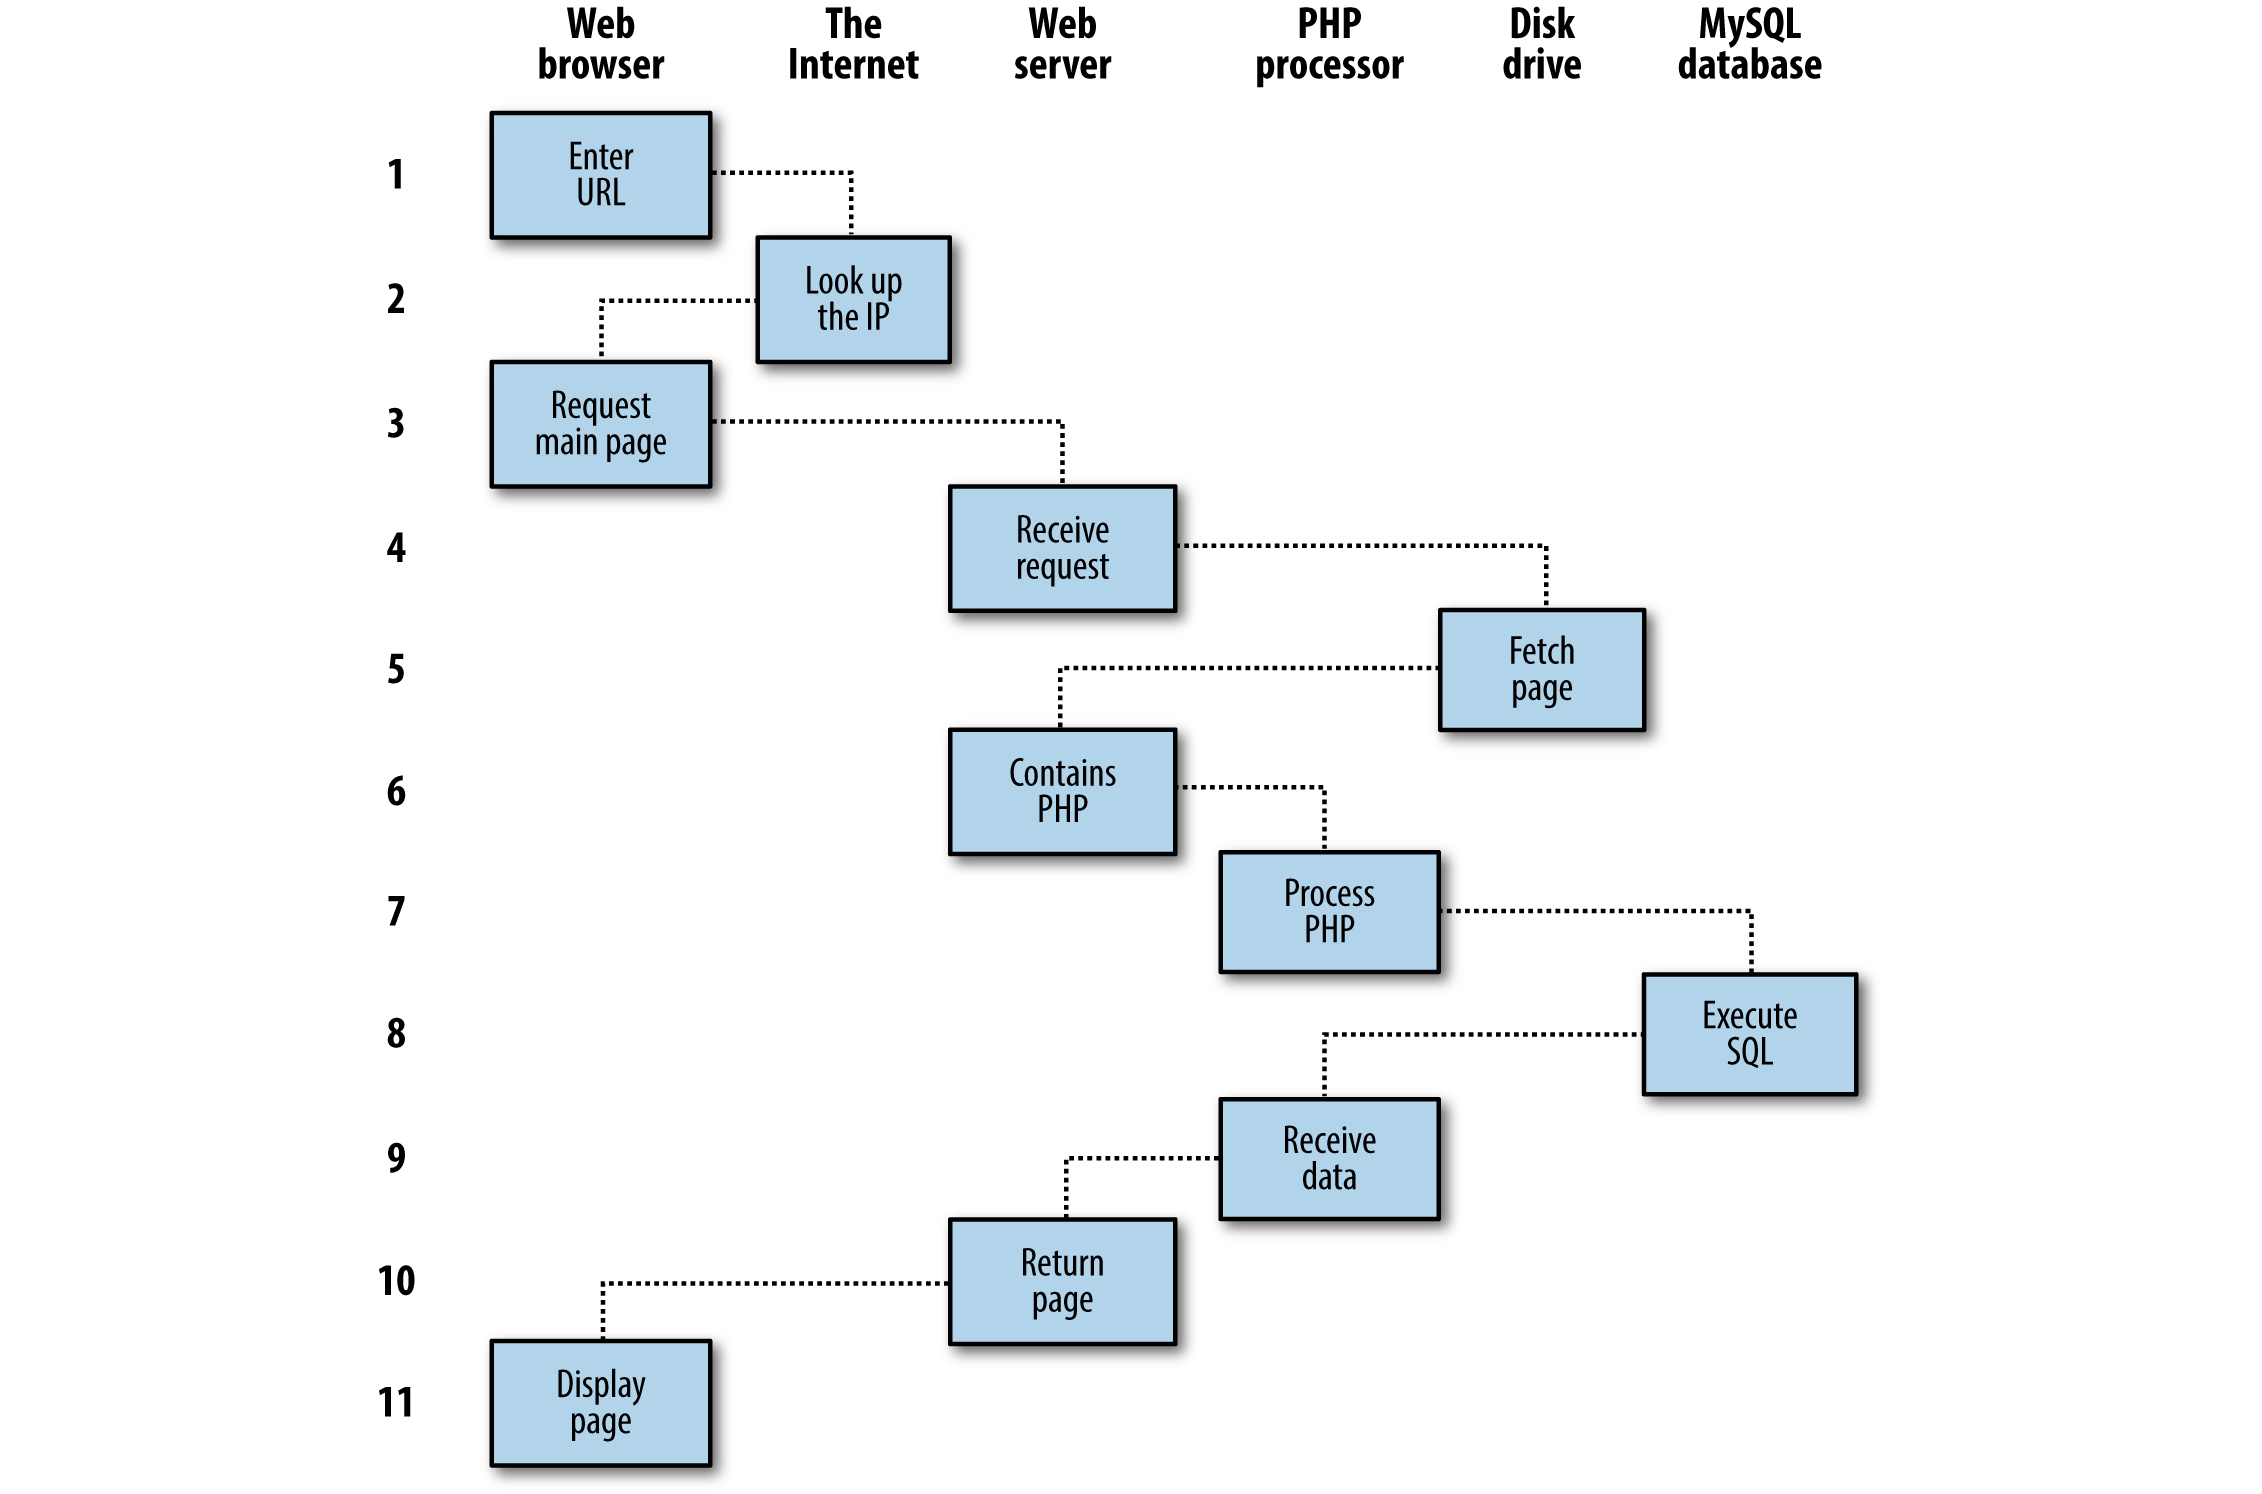 Web
browser
The
Internet
Web
server
PHP
processor
Disk
drive
MySQL
database
1
Enter
URL
2
Look up
the IP
3
Request
main page
4
Receive
request
5
Fetch
page
6
Contains
PHP
7
Process
PHP
8
Execute
SQL
9
Receive
data
10
Return
page
11
Display
page